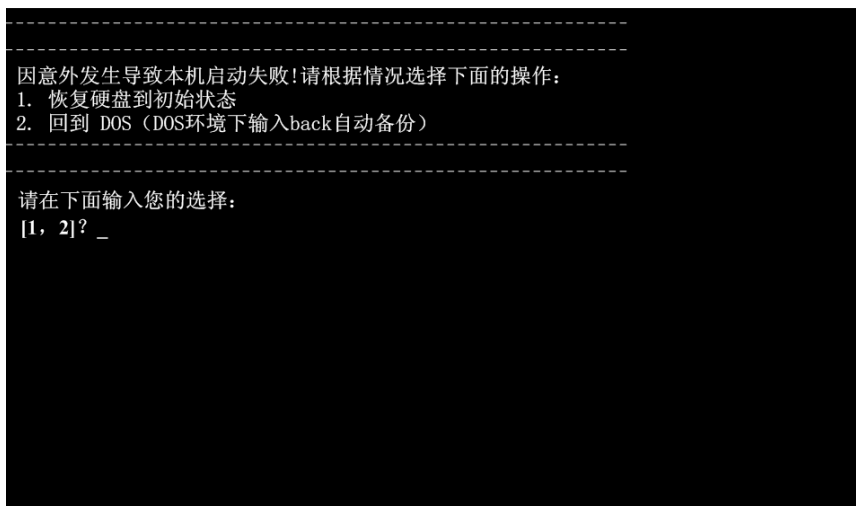 ------------------------------------------------------------
------------------------------------------------------------
因意外发生导致本机启动失败!请根据情况选择下面的操作:
1. 恢复硬盘到初始状态
2. 回到 DOS（DOS环境下输入back自动备份）
------------------------------------------------------------
------------------------------------------------------------
请在下面输入您的选择:
[1，2]? _